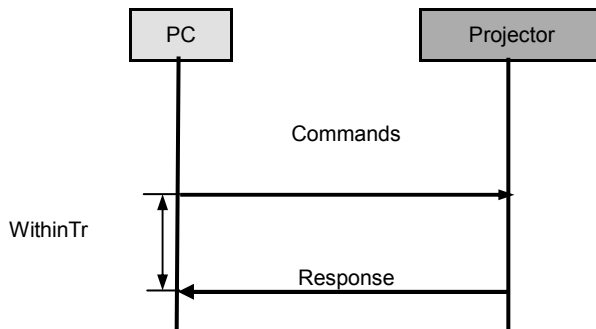 PC
Projector
Commands
WithinTr
Response